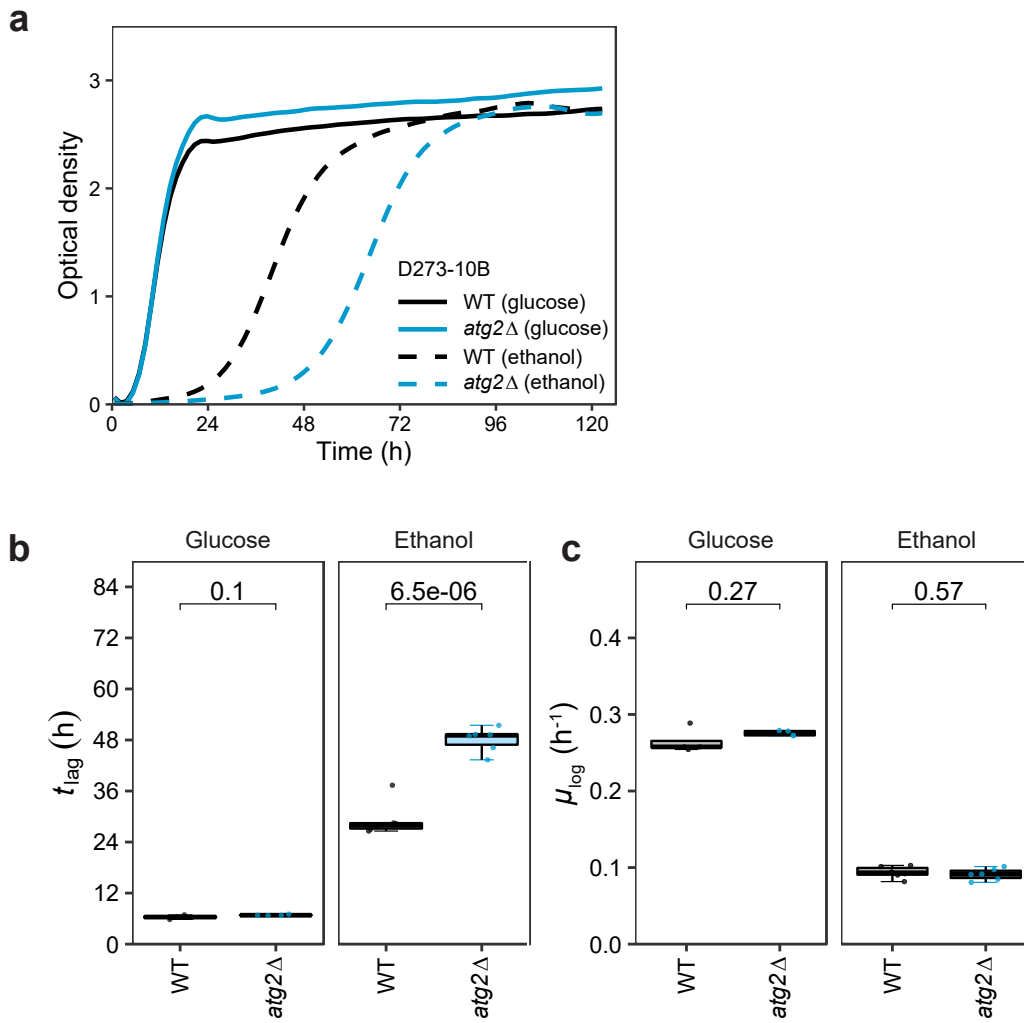 a
3
2
1
0
Optical density
0 24 48 72 96 120
Time (h)
D273-10B
WT (glucose)
atg2Δ (glucose)
WT (ethanol)
atg2Δ (ethanol)
b
Glucose Ethanol
0.1 6.5e-06
84
72
60
48
36
24
12
0
tlag (h)
WT atg2Δ WT atg2Δ
c
Glucose Ethanol
0.27 0.57
0.4
0.3
0.2
0.1
0.0
μlog (h-1)
WT atg2Δ WT atg2Δ